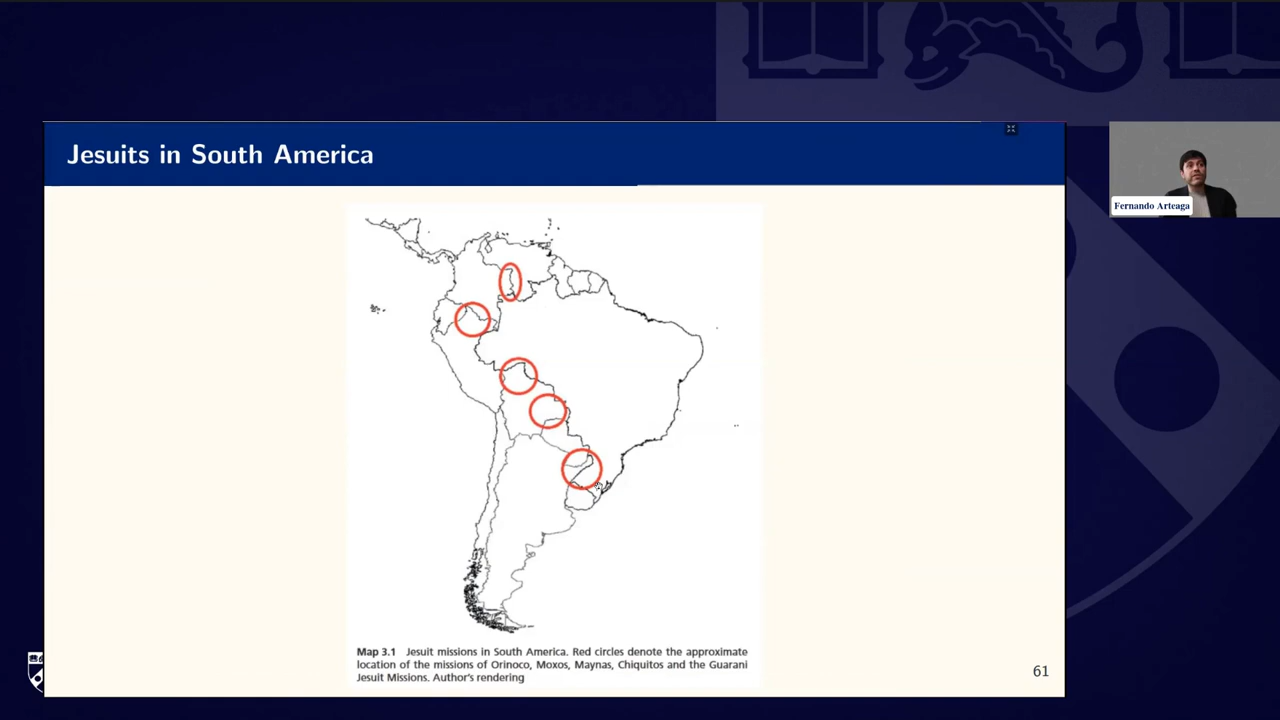 Jesuits in South America
Fernando Arteaga
Map 3.1 Jesuit missions in South America. Red circles denote the approximate
location of the missions of Orinoco, Moxos, Maynas, Chiquitos and the Guarani
Jesuit Missions. Author's rendering
61